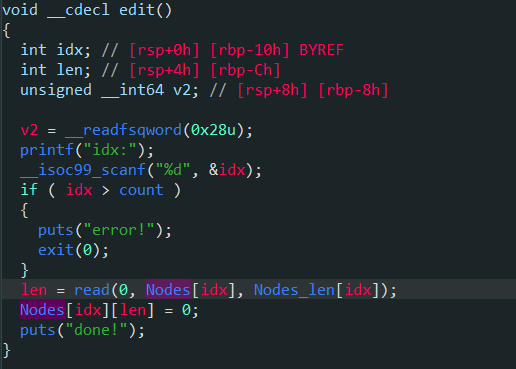 void __cdecl edit()
{
  int idx; // [rsp+0h] [rbp-10h] BYREF
  int len; // [rsp+4h] [rbp-Ch]
  unsigned __int64 v2; // [rsp+8h] [rbp-8h]

  v2 = __readfsqword(0x28u);
  printf("idx:");
  __isoc99_scanf("%d", &idx);
  if ( idx > count )
  {
    puts("error!");
    exit(0);
  }
  len = read(0, Nodes[idx], Nodes_len[idx]);
  Nodes[idx][len] = 0;
  puts("done!");
}